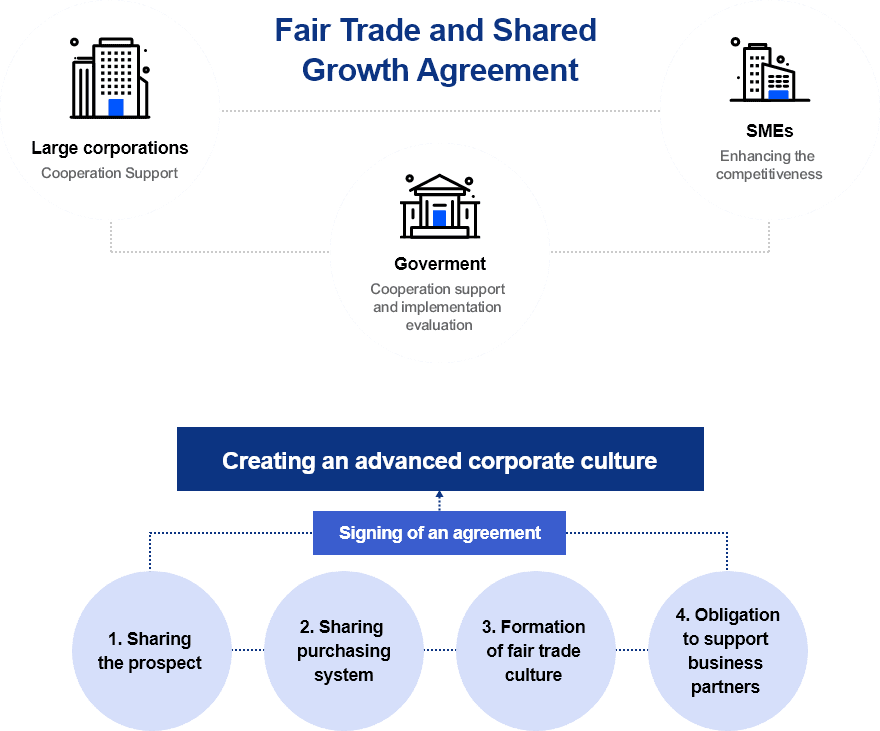 Fair Trade and Shared
Growth Agreement
Large corporations
Cooperation Support
SMEs
Enhancing the
competitiveness
Goverment
Cooperation support
and implementation
evaluation
Creating an advanced corporate culture
Signing of an agreement
1. Sharing
the prospect
2. Sharing
purchasing
system
3. Formation
of fair trade
culture
4. Obligation
to support
business
partners